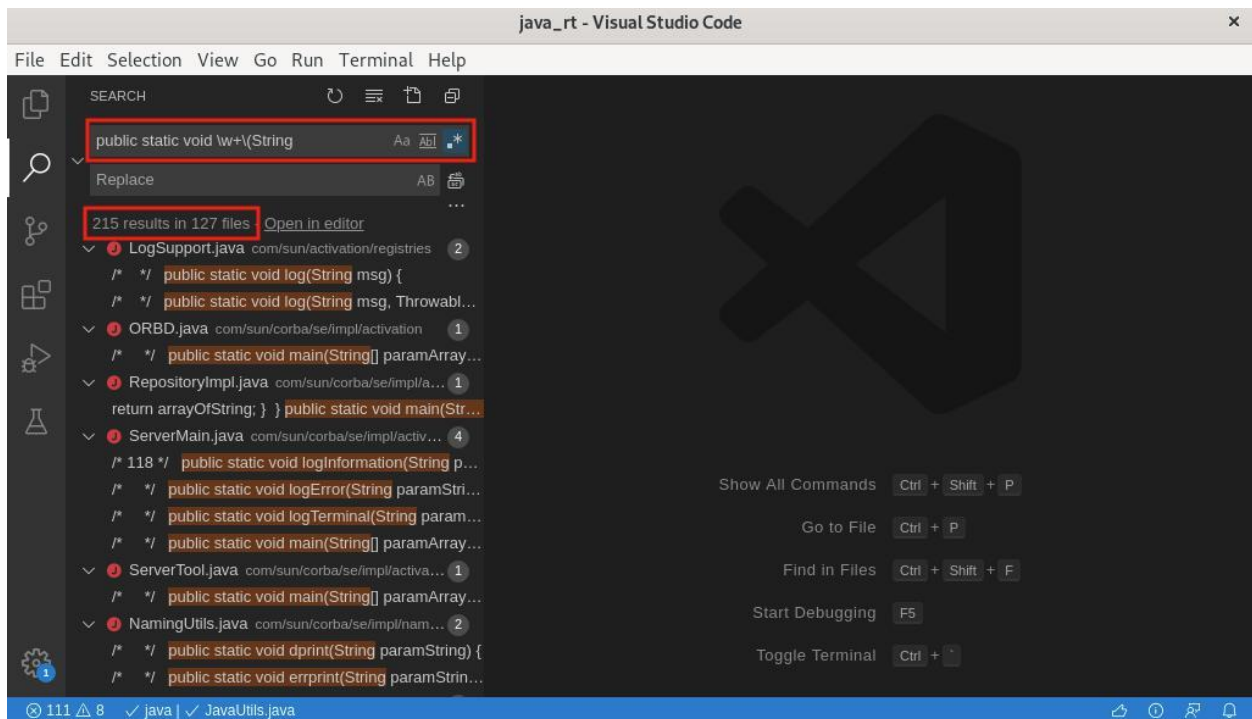 java_rt - Visual Studio Code ×
File Edit Selection View Go Run Terminal Help
SEARCH
public static void \w+\(String Aa Abl .*
Replace AB
...
215 results in 127 files - Open in editor
LogSupport.java com/sun/activation/registries 2
/* */ public static void log(String msg) {
/* */ public static void log(String msg, Throwabl...
ORBD.java com/sun/corba/se/impl/activation 1
/* */ public static void main(String[] paramArray...
RepositoryImpl.java com/sun/corba/se/impl/a... 1
return arrayOfString; } } public static void main(Str...
ServerMain.java com/sun/corba/se/impl/activ... 4
/* 118 */ public static void logInformation(String p...
/* */ public static void logError(String paramStri...
/* */ public static void logTerminal(String param...
/* */ public static void main(String[] paramArray...
ServerTool.java com/sun/corba/se/impl/activa... 1
/* */ public static void main(String[] paramArray...
NamingUtils.java com/sun/corba/se/impl/nam... 2
/* */ public static void dprint(String paramString) {
/* */ public static void errprint(String paramStrin...
Show All Commands Ctrl + Shift + P
Go to File Ctrl + P
Find in Files Ctrl + Shift + F
Start Debugging F5
Toggle Terminal Ctrl + `
1
111 8 ✓ java | ✓ JavaUtils.java